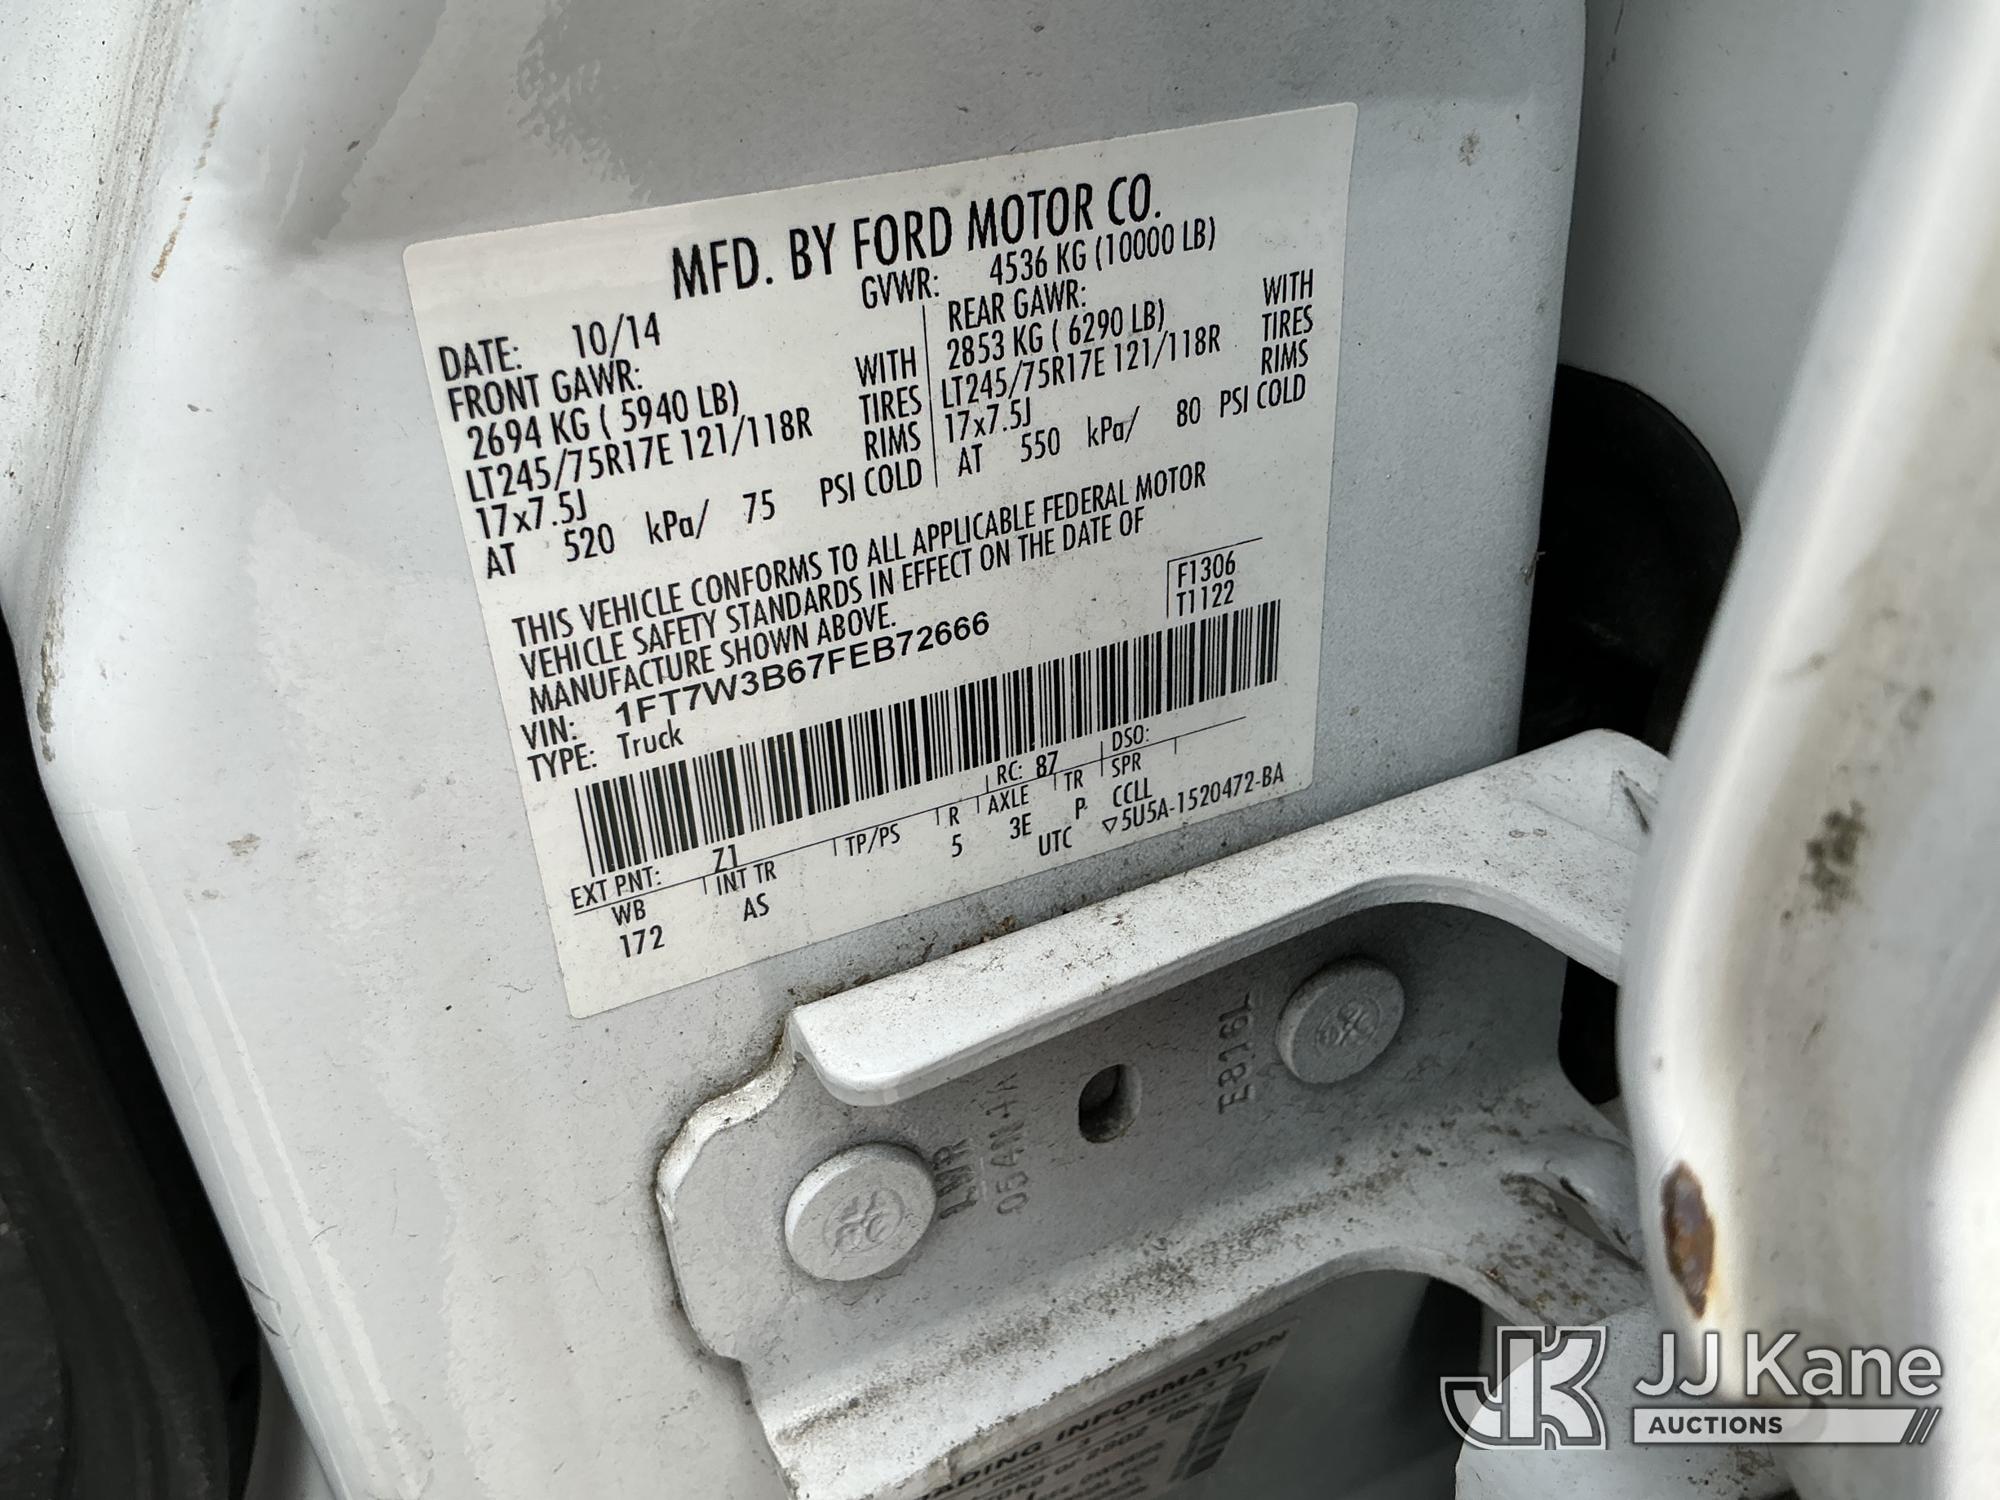 MFD. BY FORD MOTOR CO.
DATE: 10/14 GVWR: 4536 KG (10000 LB)
FRONT GAWR:
2694 KG ( 5940 LB) WITH
LT245/75R17E 121/118R TIRES
17x7.5J RIMS
AT 520 kPa/ 75 PSI COLD
REAR GAWR:
2853 KG ( 6290 LB) WITH
LT245/75R17E 121/118R TIRES
17x7.5J RIMS
AT 550 kPa/ 80 PSI COLD
THIS VEHICLE CONFORMS TO ALL APPLICABLE FEDERAL MOTOR
VEHICLE SAFETY STANDARDS IN EFFECT ON THE DATE OF
MANUFACTURE SHOWN ABOVE.
F1306
T1122
VIN: 1FT7W3B67FEB72666
TYPE: Truck
EXT PNT: Z1 RC: 87 DSO:
WB INT TR TP/PS R AXLE TR SPR
172 AS 5 3E P CCLL
UTC ▽5U5A-1520472-BA
E8161
LWR
INFORMATION
JK
JJ Kane
AUCTIONS